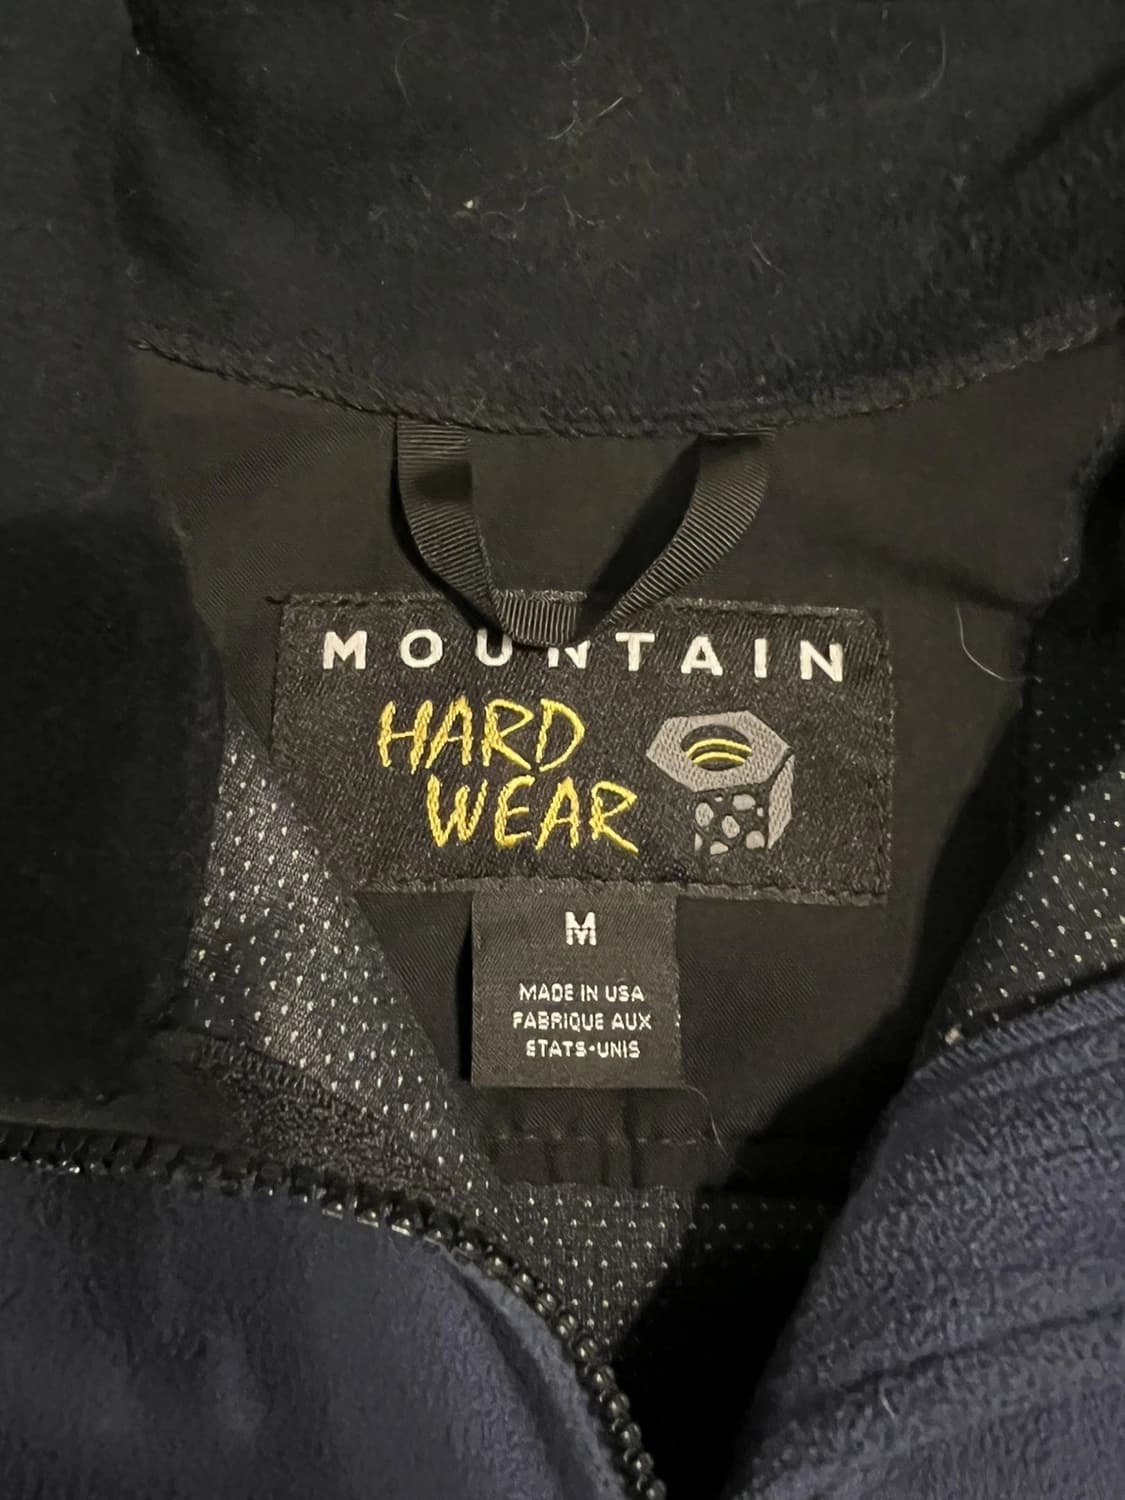 MOUNTAIN
HARD
WEAR
M
MADE IN USA
FABRIQUE AUX
ETATS-UNIS